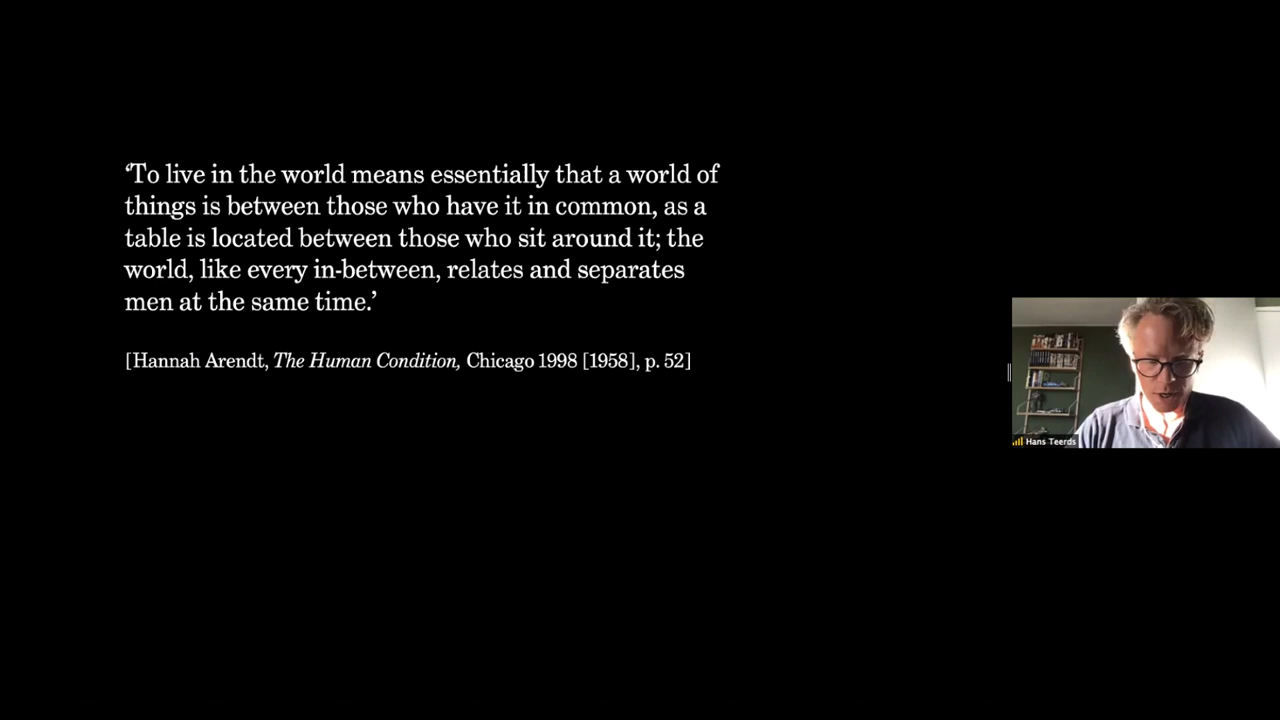 ‘To live in the world means essentially that a world of
things is between those who have it in common, as a
table is located between those who sit around it; the
world, like every in-between, relates and separates
men at the same time.’
[Hannah Arendt, The Human Condition, Chicago 1998 [1958], p. 52]
Hans Teerds